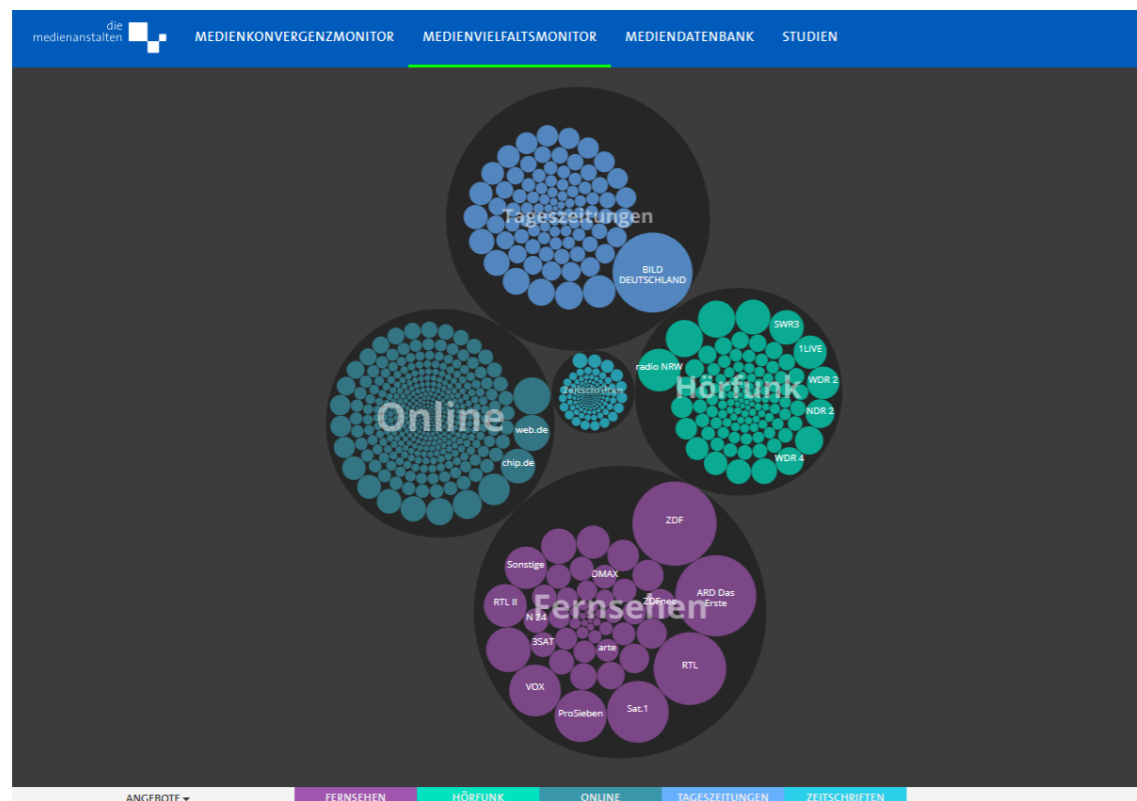 die
medienanstalten
MEDIENKONVERGENZMONITOR
MEDIENVIELFALTSMONITOR
MEDIENDATENBANK
STUDIEN
Tageszeitungen
BILD
DEUTSCHLAND
SWR3
1LIVE
radio NRW
WDR 2
Hörfunk
NDR 2
WDR 4
Zeitschriften
Online
web.de
chip.de
ZDF
Sonstige
DMAX
ARD Das
Erste
RTL II
ZDFneo
Fernsehen
N 24
3SAT
arte
RTL
VOX
Sat.1
ProSieben
ANGEBOTE
FERNSEHEN
HÖRFUNK
ONLINE
TAGESZEITUNGEN
ZEITSCHRIFTEN